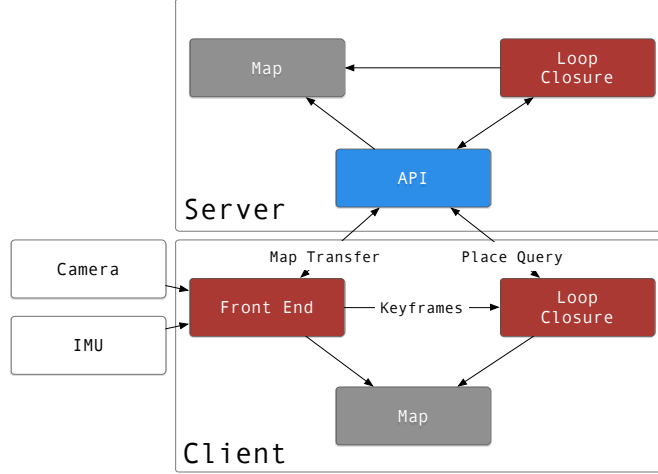 Map
Loop
Closure
API
Server
Map Transfer
Place Query
Camera
Front End
Keyframes
Loop
Closure
IMU
Map
Client